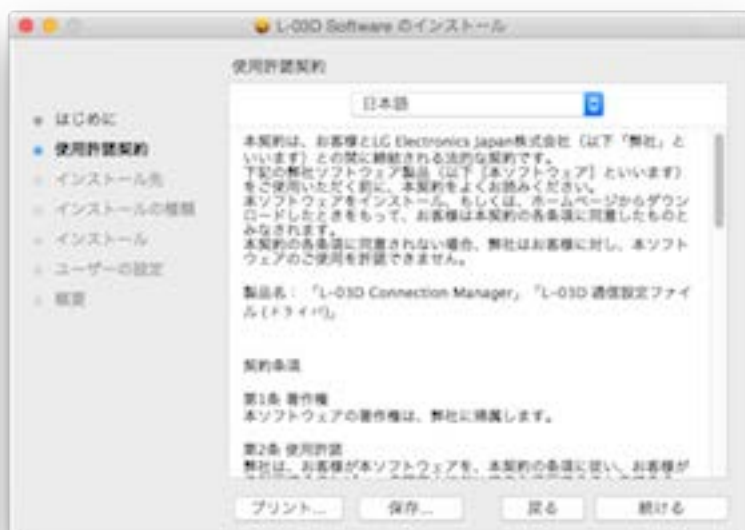 L-03D Software のインストール
使用許諾契約
はじめに
使用許諾契約
インストール先
インストールの種類
インストール
ユーザーの設定
概要
日本語
本契約は、お客様とLG Electronics Japan株式会社（以下「弊社」と
いいます）との間に締結される法的な契約です。
下記の弊社ソフトウェア製品（以下「本ソフトウェア」といいます）
をご使用いただく前に、本契約をよくお読みください。
本ソフトウェアをインストール、もしくは、ホームページからダウン
ロードしたときをもって、お客様は本契約の各条項に同意したものと
みなされます。
本契約の各条項に同意されない場合、弊社はお客様に対し、本ソフト
ウェアのご使用を許諾できません。
製品名：「L-03D Connection Manager」「L-03D 通信設定ファイ
ル(ドライバ)」
契約条項
第1条 著作権
本ソフトウェアの著作権は、弊社に帰属します。
第2条 使用許諾
弊社は、お客様が本ソフトウェアを、本契約の条項に従い、お客様が
プリント...
保存...
戻る
続ける